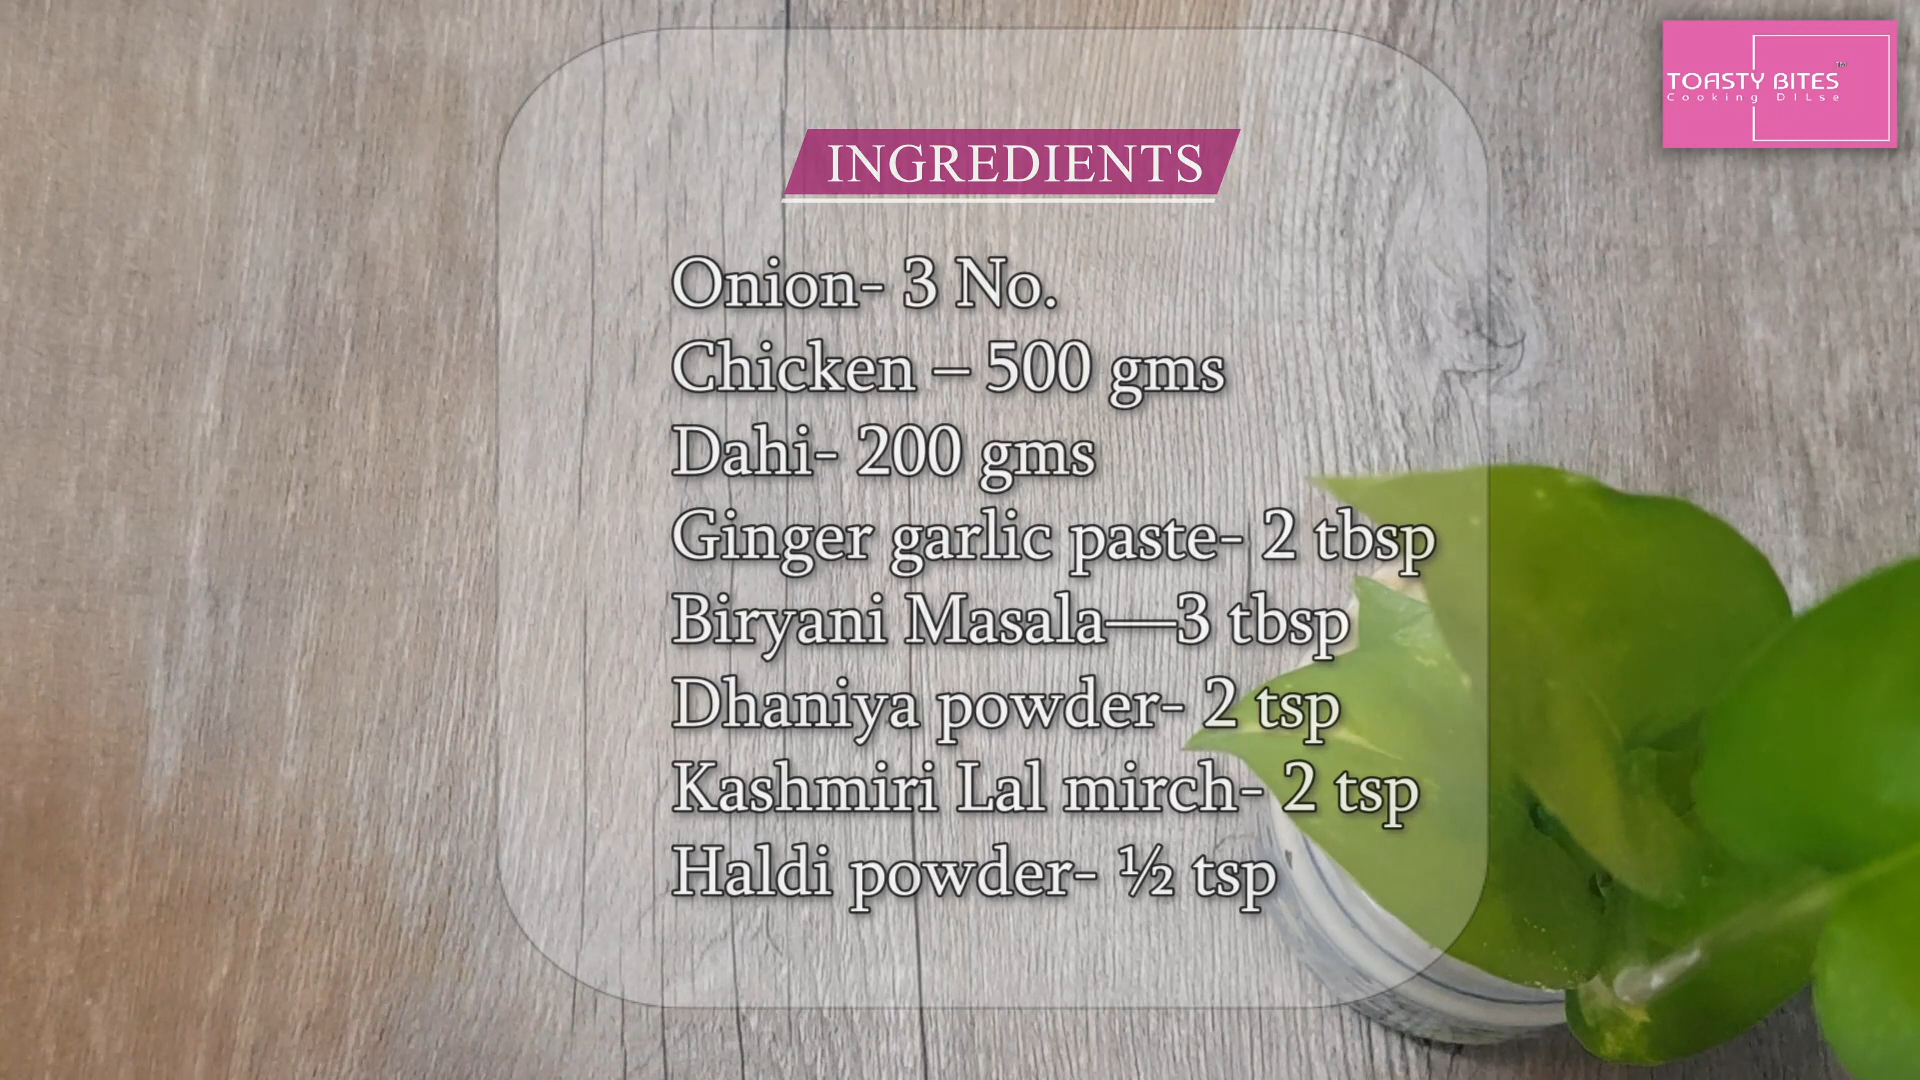 TOASTY BITES™
Cooking DILse
INGREDIENTS
Onion- 3 No.
Chicken – 500 gms
Dahi- 200 gms
Ginger garlic paste- 2 tbsp
Biryani Masala—3 tbsp
Dhaniya powder- 2 tsp
Kashmiri Lal mirch- 2 tsp
Haldi powder- ½ tsp